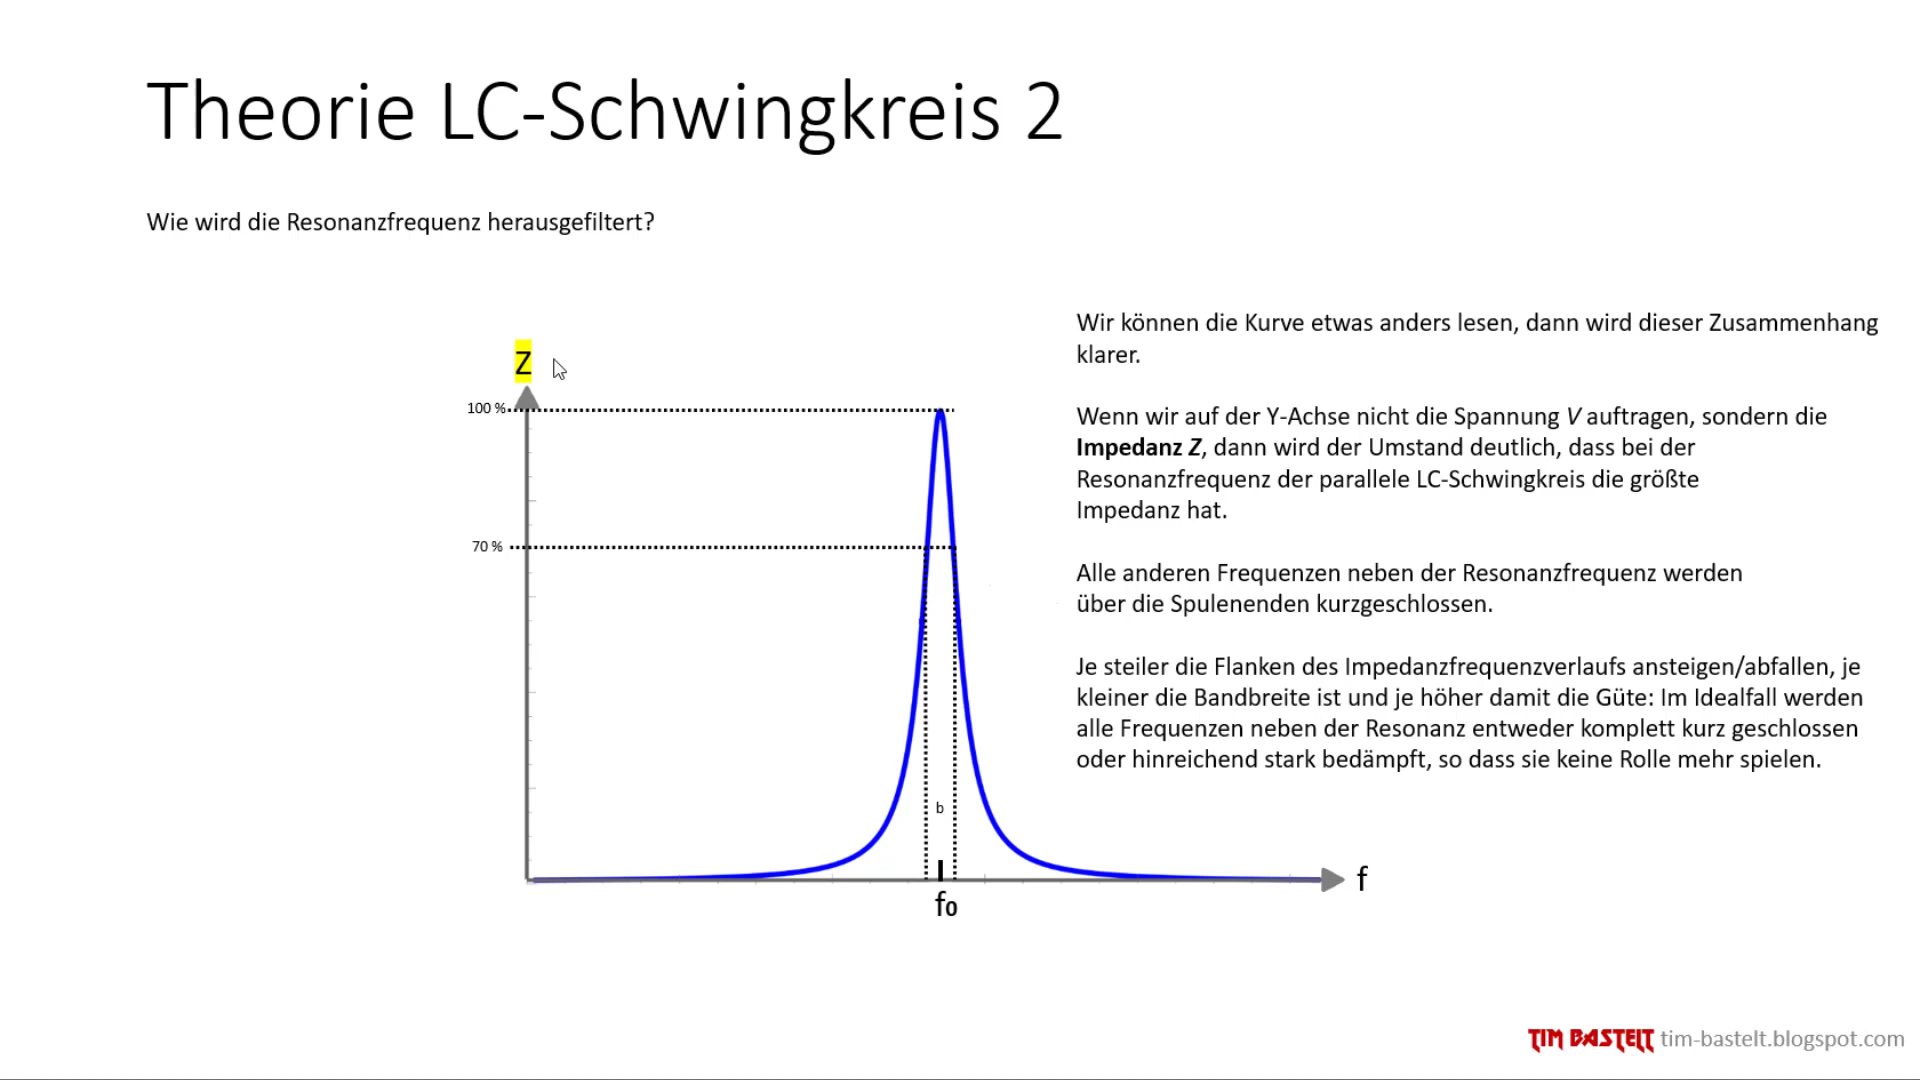 Theorie LC-Schwingkreis 2
Wie wird die Resonanzfrequenz herausgefiltert?
Z
100 %
70 %
b
f
f0
Wir können die Kurve etwas anders lesen, dann wird dieser Zusammenhang
klarer.
Wenn wir auf der Y-Achse nicht die Spannung V auftragen, sondern die
Impedanz Z, dann wird der Umstand deutlich, dass bei der
Resonanzfrequenz der parallele LC-Schwingkreis die größte
Impedanz hat.
Alle anderen Frequenzen neben der Resonanzfrequenz werden
über die Spulenenden kurzgeschlossen.
Je steiler die Flanken des Impedanzfrequenzverlaufs ansteigen/abfallen, je
kleiner die Bandbreite ist und je höher damit die Güte: Im Idealfall werden
alle Frequenzen neben der Resonanz entweder komplett kurz geschlossen
oder hinreichend stark bedämpft, so dass sie keine Rolle mehr spielen.
TIM BASTELT tim-bastelt.blogspot.com